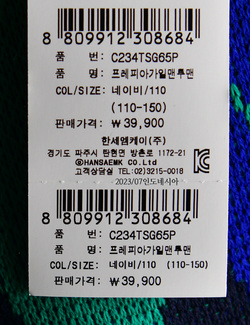 8 809912 308684
품 번: C234TSG65P
품 명: 프레피아가일맨투맨
COL/SIZE: 네이비/110
(110-150)
판매가격: ₩ 39,900
한세엠케이(주)
경기도 파주시 탄현면 방촌로 1172-21
ⓗHANSAEMK CO.Ltd
고객상담실 TEL:02)3215-0018
2023/07인도네시아
8 809912 308684
품 번: C234TSG65P
품 명: 프레피아가일맨투맨
COL/SIZE: 네이비/110 (110-150)
판매가격: ₩ 39,900